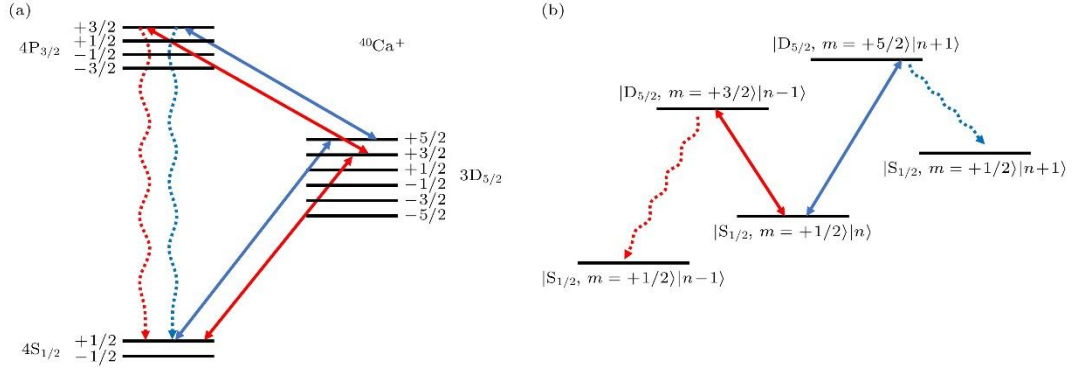 (a)
+3/2
+1/2
−1/2
−3/2
4P3/2
40Ca+
+5/2
+3/2
+1/2
−1/2
−3/2
−5/2
3D5/2
+1/2
−1/2
4S1/2
(b)
|D5/2, m = +5/2⟩|n+1⟩
|D5/2, m = +3/2⟩|n−1⟩
|S1/2, m = +1/2⟩|n+1⟩
|S1/2, m = +1/2⟩|n⟩
|S1/2, m = +1/2⟩|n−1⟩